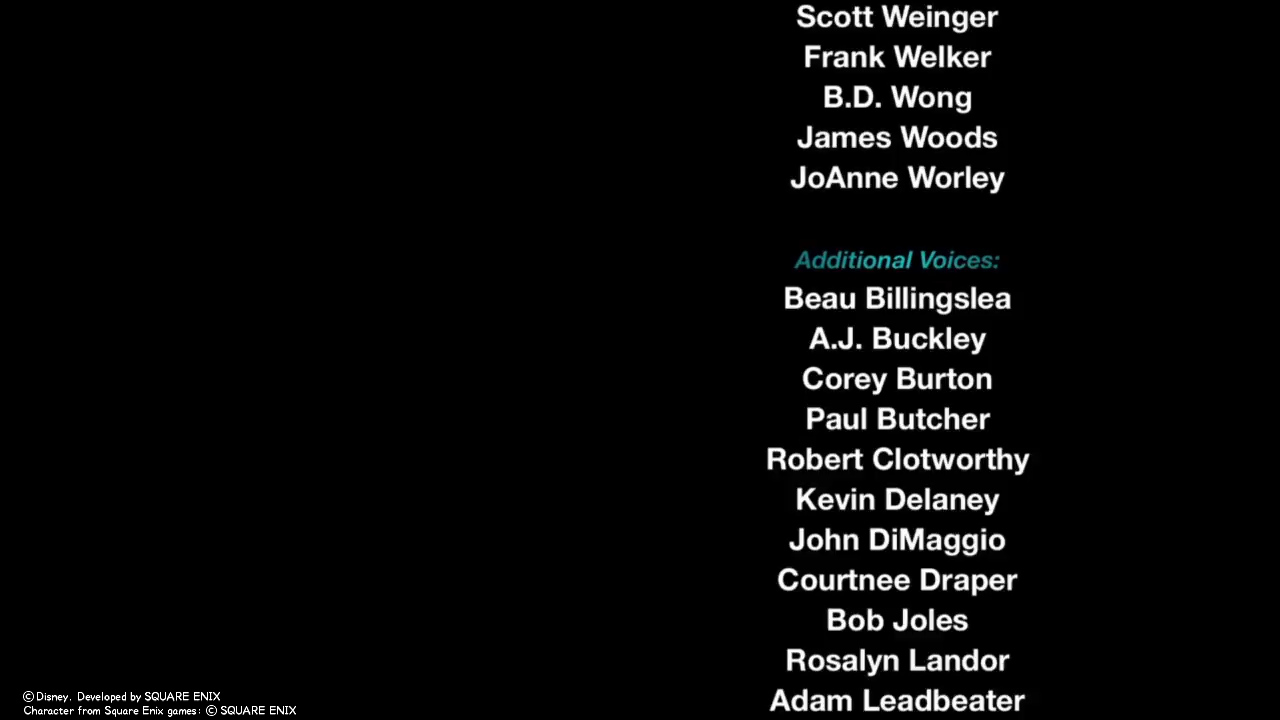 Scott Weinger
Frank Welker
B.D. Wong
James Woods
JoAnne Worley
Additional Voices:
Beau Billingslea
A.J. Buckley
Corey Burton
Paul Butcher
Robert Clotworthy
Kevin Delaney
John DiMaggio
Courtnee Draper
Bob Joles
Rosalyn Landor
Adam Leadbeater
©Disney. Developed by SQUARE ENIX
Character from Square Enix games: © SQUARE ENIX